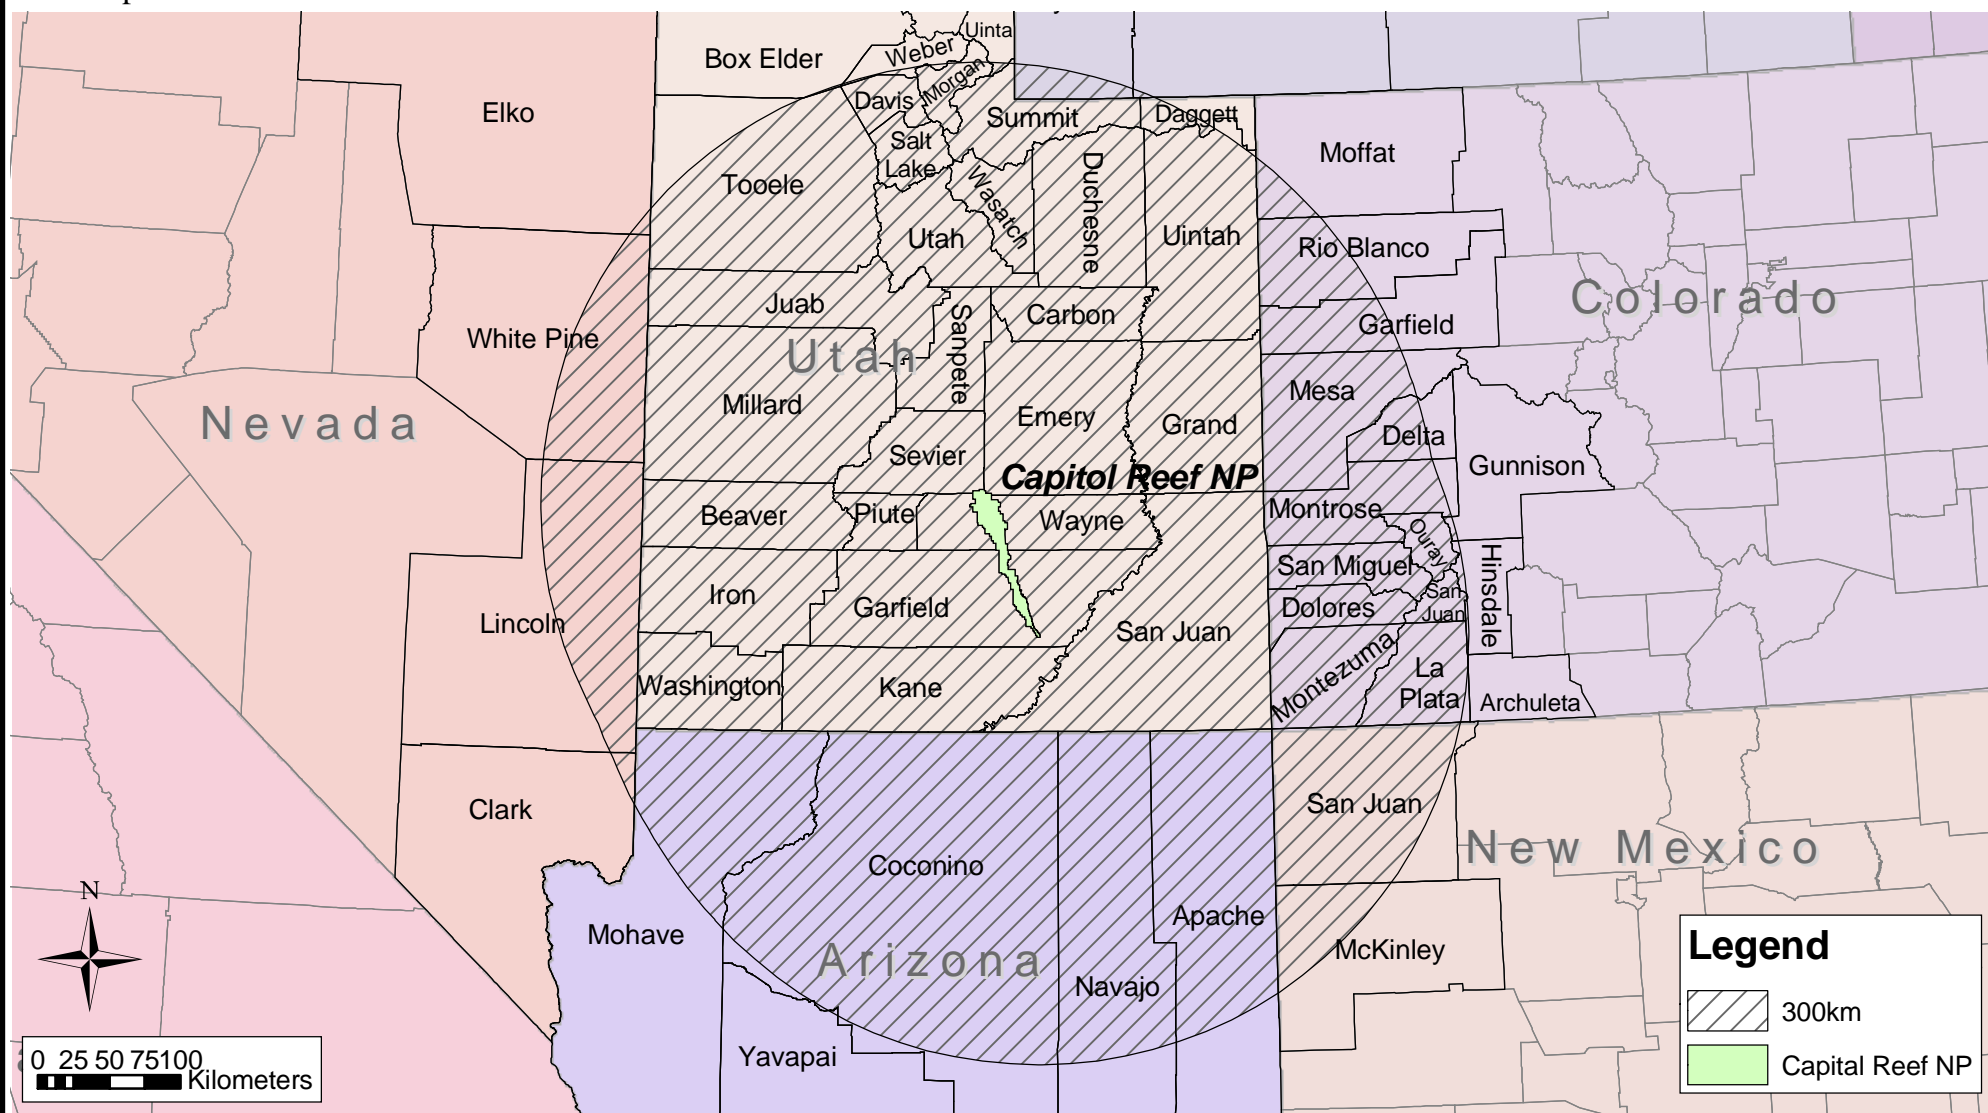 Uinta
Weber
Box Elder
Morgan
Davis
Elko
Summit
Daggett
Salt
Lake
Moffat
Tooele
Wasatch
Duchesne
Utah
Uintah
Rio Blanco
Juab
Sanpete
Carbon
Garfield
Colorado
White Pine
Utah
Mesa
Millard
Emery
Grand
Nevada
Delta
Sevier
Gunnison
Capitol Reef NP
Beaver
Piute
Wayne
Montrose
Ouray
San Miguel
Hinsdale
Iron
Garfield
Dolores
San
Juan
Lincoln
San Juan
Montezuma
La
Plata
Washington
Kane
Archuleta
Clark
San Juan
New Mexico
Coconino
N
Mohave
Apache
McKinley
Arizona
Navajo
Yavapai
Legend
300km
Capital Reef NP
0 25 50 75100
Kilometers